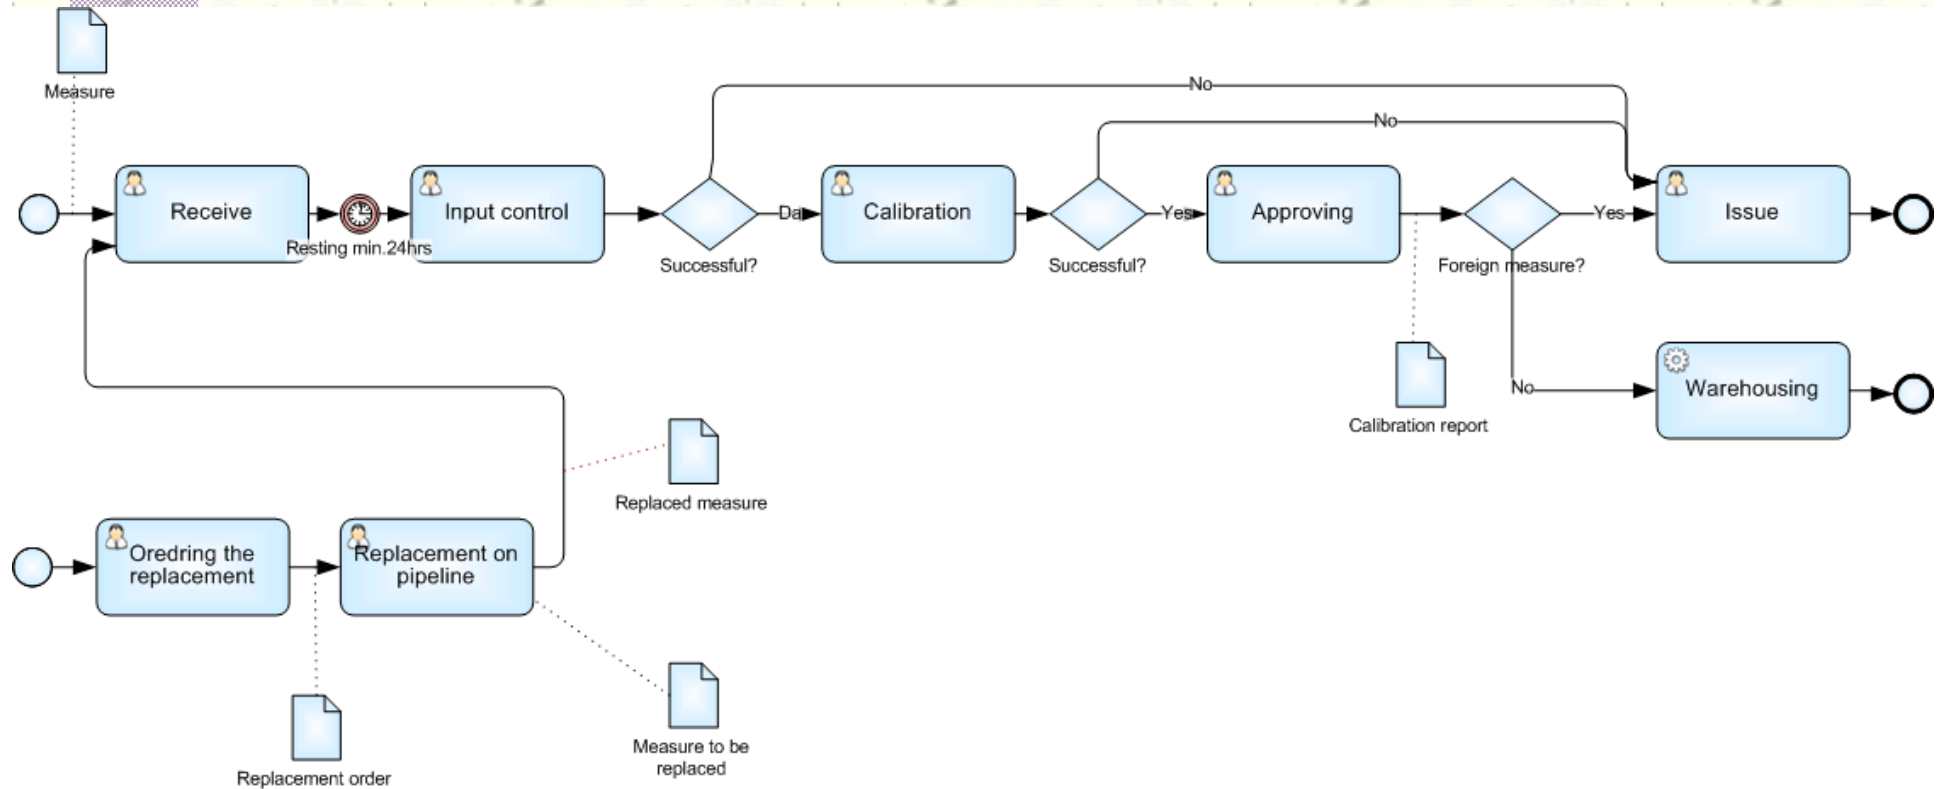 Measure
No
No
Receive
Resting min.24hrs
Input control
Successful?
Da
Calibration
Successful?
Yes
Approving
Foreign measure?
Yes
Issue
No
Warehousing
Calibration report
Replaced measure
Oredring the
replacement
Replacement on
pipeline
Replacement order
Measure to be
replaced